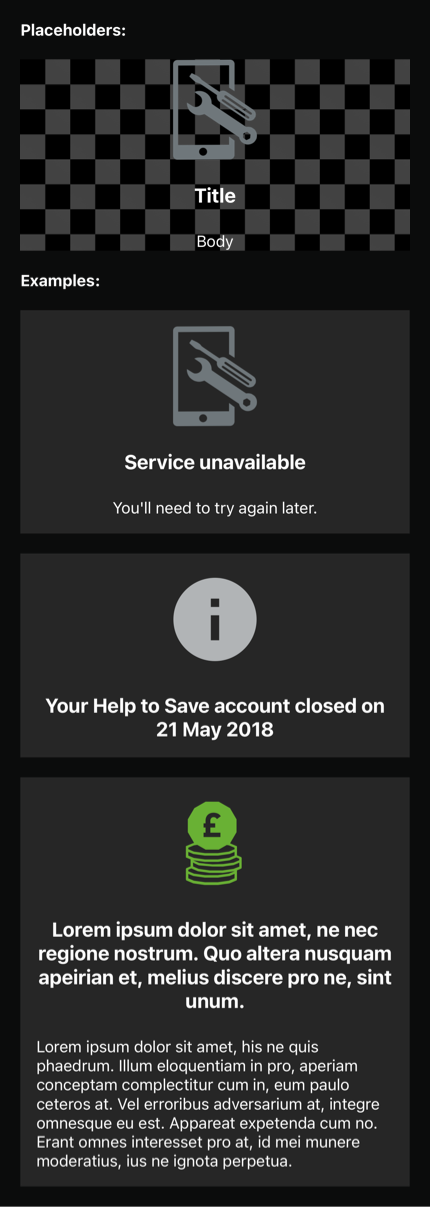 Placeholders:
Title
Body
Examples:
Service unavailable
You'll need to try again later.
i
Your Help to Save account closed on
21 May 2018
£
Lorem ipsum dolor sit amet, ne nec
regione nostrum. Quo altera nusquam
apeirian et, melius discere pro ne, sint
unum.
Lorem ipsum dolor sit amet, his ne quis
phaedrum. Illum eloquentiam in pro, aperiam
conceptam complectitur cum in, eum paulo
ceteros at. Vel erroribus adversarium at, integre
omnesque eu est. Appareat expetenda cum no.
Erant omnes interesset pro at, id mei munere
moderatius, ius ne ignota perpetua.